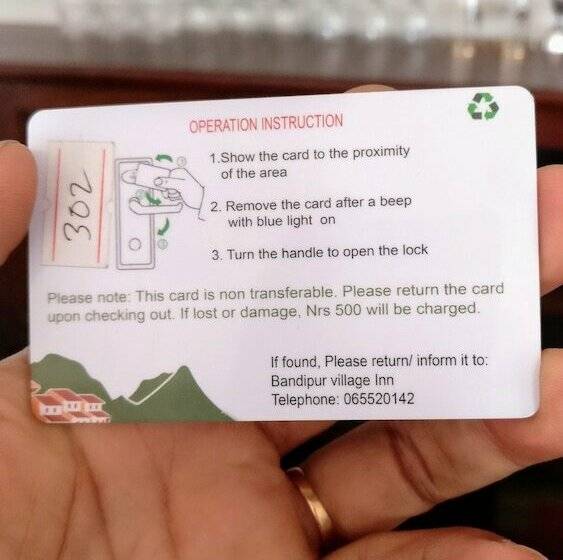 OPERATION INSTRUCTION
302
1.Show the card to the proximity
of the area
2. Remove the card after a beep
with blue light on
3. Turn the handle to open the lock
Please note: This card is non transferable. Please return the card
upon checking out. If lost or damage, Nrs 500 will be charged.
If found, Please return/ inform it to:
Bandipur village Inn
Telephone: 065520142